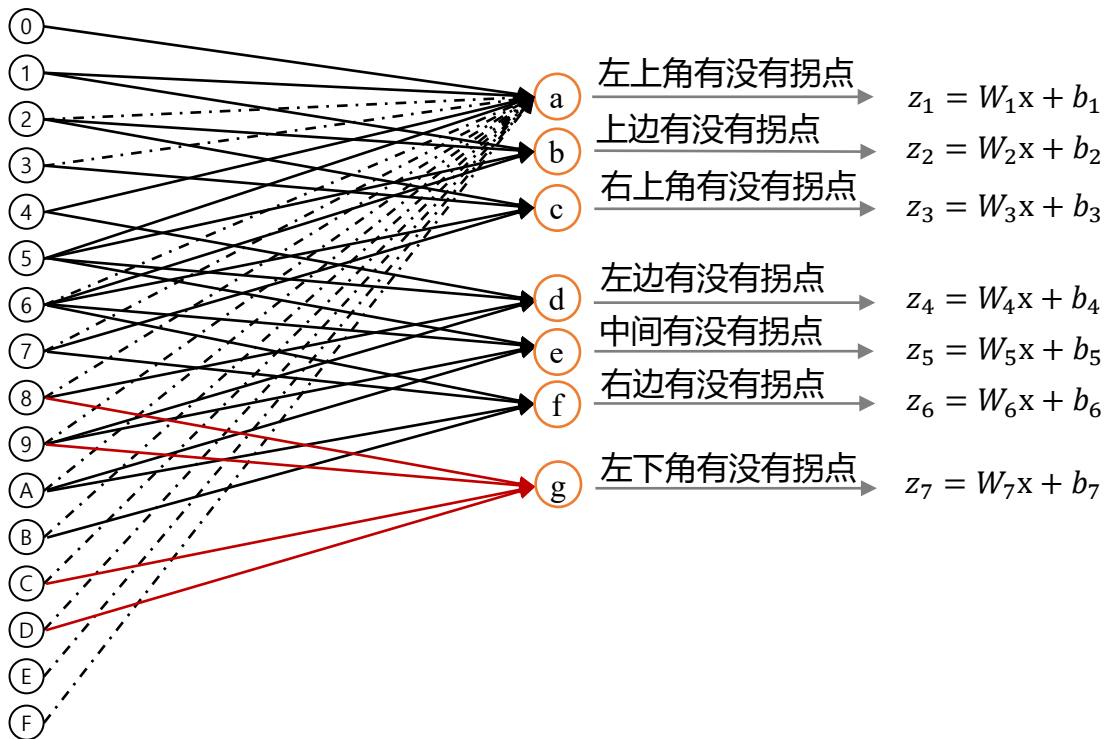 0
1
2
3
4
5
6
7
8
9
A
B
C
D
E
F
a 左上角有没有拐点 z₁ = W₁x + b₁
b 上边有没有拐点 z₂ = W₂x + b₂
c 右上角有没有拐点 z₃ = W₃x + b₃
d 左边有没有拐点 z₄ = W₄x + b₄
e 中间有没有拐点 z₅ = W₅x + b₅
f 右边有没有拐点 z₆ = W₆x + b₆
g 左下角有没有拐点 z₇ = W₇x + b₇